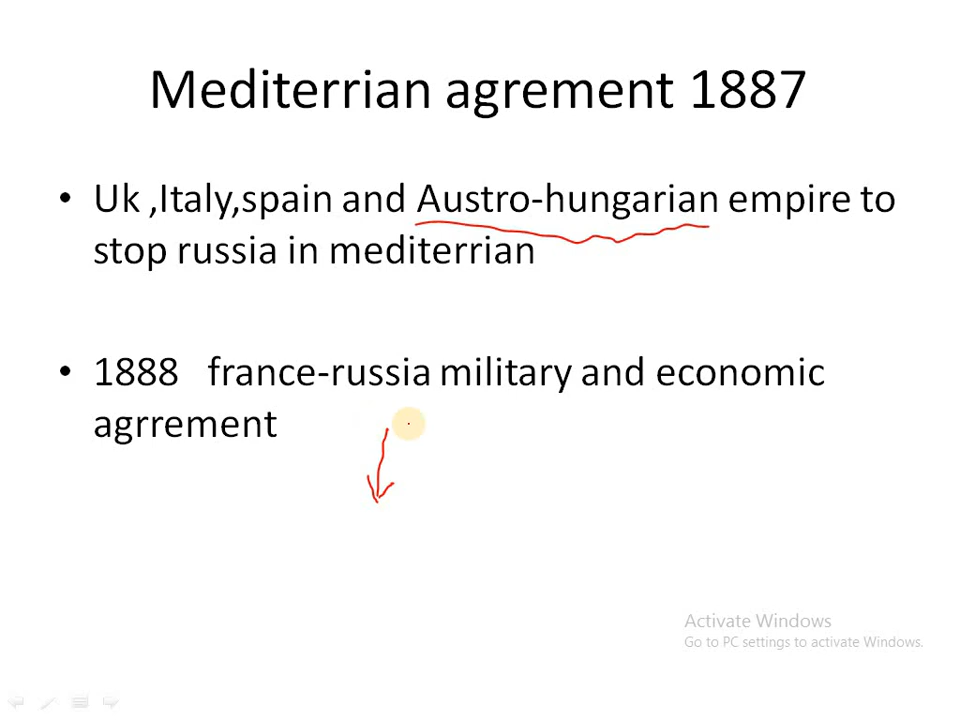 Mediterrian agrement 1887
• Uk ,Italy,spain and Austro-hungarian empire to
stop russia in mediterrian
• 1888 france-russia military and economic
agrrement
Activate Windows
Go to PC settings to activate Windows.